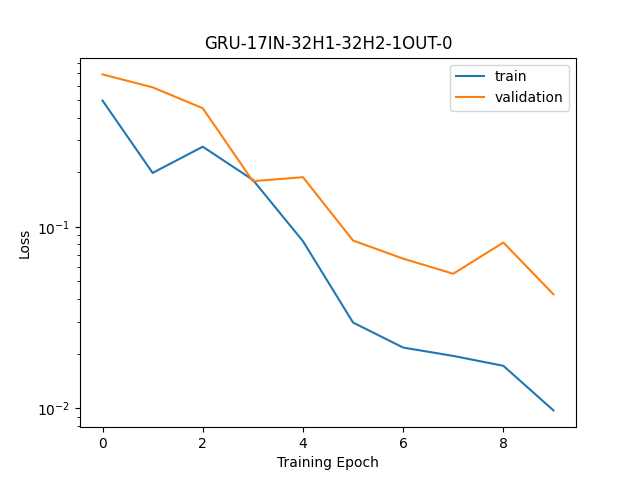 GRU-17IN-32H1-32H2-1OUT-0
train
validation
10⁻¹
10⁻²
Loss
0 2 4 6 8
Training Epoch